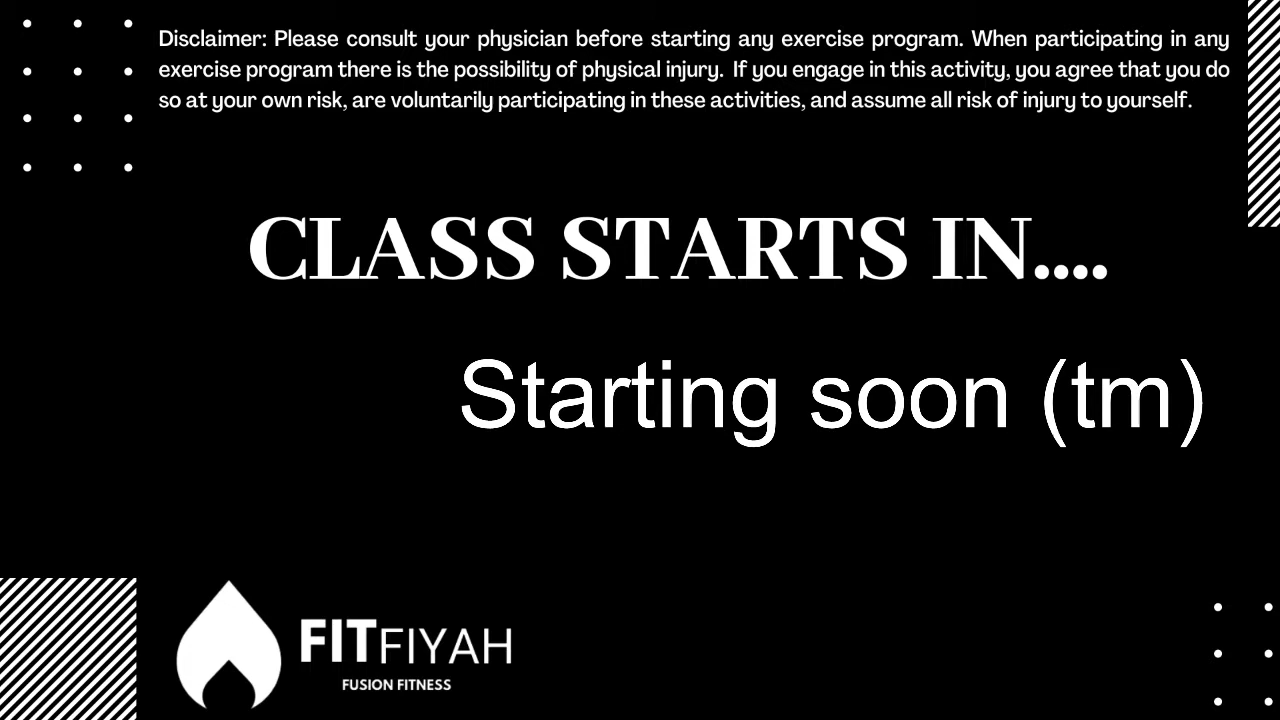 Disclaimer: Please consult your physician before starting any exercise program. When participating in any
exercise program there is the possibility of physical injury. If you engage in this activity, you agree that you do
so at your own risk, are voluntarily participating in these activities, and assume all risk of injury to yourself.
CLASS STARTS IN....
Starting soon (tm)
FITFIYAH
FUSION FITNESS